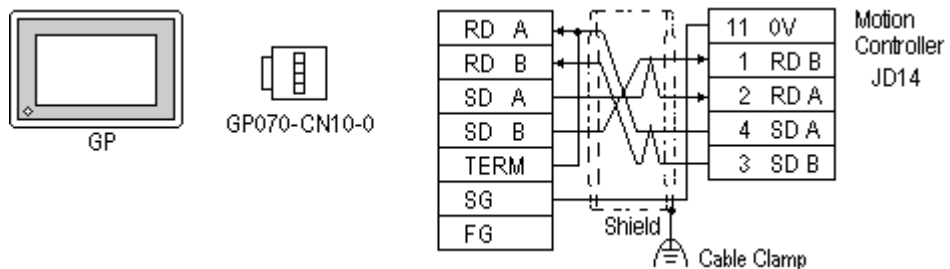 GP
GP070-CN10-0
RD A
RD B
SD A
SD B
TERM
SG
FG
Shield
Cable Clamp
11 0V
1 RD B
2 RD A
4 SD A
3 SD B
Motion
Controller
JD14